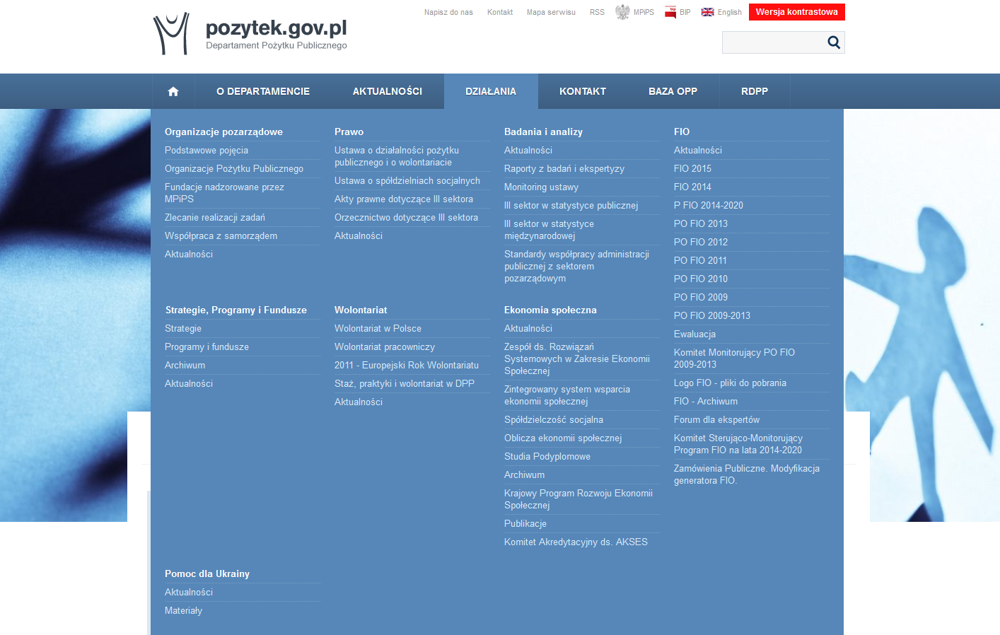 Napisz do nas Kontakt Mapa serwisu RSS MPiPS BIP English Wersja kontrastowa
bip
pozytek.gov.pl
Departament Pożytku Publicznego
O DEPARTAMENCIE AKTUALNOŚCI DZIAŁANIA KONTAKT BAZA OPP RDPP
Organizacje pozarządowe
Podstawowe pojęcia
Organizacje Pożytku Publicznego
Fundacje nadzorowane przez
MPiPS
Zlecanie realizacji zadań
Współpraca z samorządem
Aktualności
Prawo
Ustawa o działalności pożytku
publicznego i o wolontariacie
Ustawa o spółdzielniach socjalnych
Akty prawne dotyczące III sektora
Orzecznictwo dotyczące III sektora
Aktualności
Badania i analizy
Aktualności
Raporty z badań i ekspertyzy
Monitoring ustawy
III sektor w statystyce publicznej
III sektor w statystyce
międzynarodowej
Standardy współpracy administracji
publicznej z sektorem
pozarządowym
FIO
Aktualności
FIO 2015
FIO 2014
P FIO 2014-2020
PO FIO 2013
PO FIO 2012
PO FIO 2011
PO FIO 2010
PO FIO 2009
PO FIO 2009-2013
Ewaluacja
Komitet Monitorujący PO FIO
2009-2013
Logo FIO - pliki do pobrania
FIO - Archiwum
Forum dla ekspertów
Komitet Sterująco-Monitorujący
Program FIO na lata 2014-2020
Zamówienia Publiczne. Modyfikacja
generatora FIO.
Strategie, Programy i Fundusze
Strategie
Programy i fundusze
Archiwum
Aktualności
Wolontariat
Wolontariat w Polsce
Wolontariat pracowniczy
2011 - Europejski Rok Wolontariatu
Staż, praktyki i wolontariat w DPP
Aktualności
Ekonomia społeczna
Aktualności
Zespół ds. Rozwiązań
Systemowych w Zakresie Ekonomii
Społecznej
Zintegrowany system wsparcia
ekonomii społecznej
Spółdzielczość socjalna
Oblicza ekonomii społecznej
Studia Podyplomowe
Archiwum
Krajowy Program Rozwoju Ekonomii
Społecznej
Publikacje
Komitet Akredytacyjny ds. AKSES
Pomoc dla Ukrainy
Aktualności
Materiały